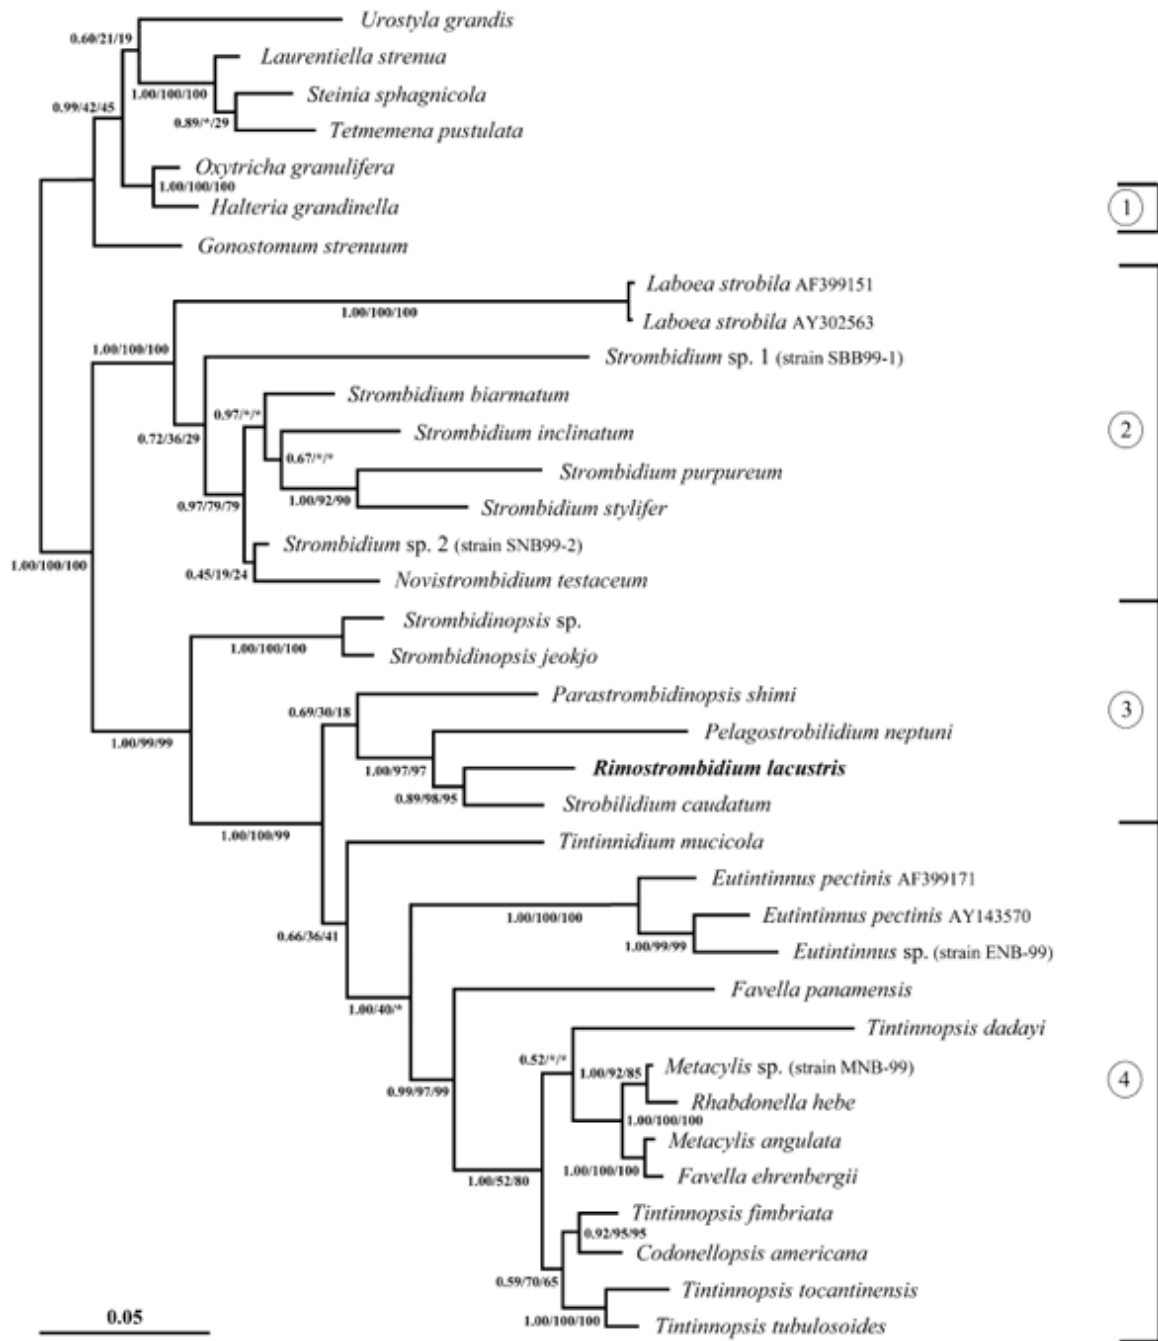 Urostyla grandis
0.60/21/19
Laurentiella strenua
1.00/100/100
Steinia sphagnicola
0.99/42/45
0.89/*/29
Tetmemena pustulata
Oxytricha granulifera
1.00/100/100
Halteria grandinella
1
Gonostomum strenuum
Laboea strobila AF399151
1.00/100/100
Laboea strobila AY302563
1.00/100/100
Strombidium sp. 1 (strain SBB99-1)
Strombidium biarmatum
0.97/*/*
Strombidium inclinatum
2
0.72/36/29
0.67/*/*
Strombidium purpureum
1.00/92/90
0.97/79/79
Strombidium stylifer
Strombidium sp. 2 (strain SNB99-2)
1.00/100/100
0.45/19/24
Novistrombidium testaceum
Strombidinopsis sp.
1.00/100/100
Strombidinopsis jeokjo
Parastrombidinopsis shimi
3
0.69/30/18
Pelagostrobilidium neptuni
1.00/99/99
1.00/97/97
Rimostrombidium lacustris
0.89/98/95
Strobilidium caudatum
1.00/100/99
Tintinnidium mucicola
Eutintinnus pectinis AF399171
1.00/100/100
Eutintinnus pectinis AY143570
0.66/36/41
1.00/99/99
Eutintinnus sp. (strain ENB-99)
Favella panamensis
1.00/40/*
Tintinnopsis dadayi
0.52/*/*
Metacylis sp. (strain MNB-99)
1.00/92/85
4
0.99/97/99
Rhabdonella hebe
1.00/100/100
Metacylis angulata
1.00/100/100
Favella ehrenbergii
1.00/52/80
Tintinnopsis fimbriata
0.92/95/95
Codonellopsis americana
0.59/70/65
Tintinnopsis tocantinensis
1.00/100/100
Tintinnopsis tubulosoides
0.05